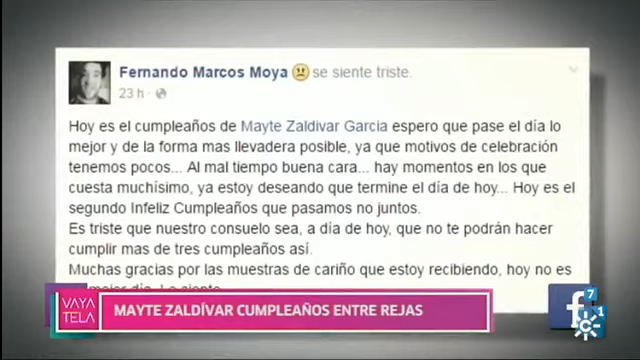 Fernando Marcos Moya se siente triste.
23 h ·
Hoy es el cumpleaños de Mayte Zaldivar Garcia espero que pase el día lo
mejor y de la forma mas llevadera posible, ya que motivos de celebración
tenemos pocos... Al mal tiempo buena cara... hay momentos en los que
cuesta muchísimo, ya estoy deseando que termine el día de hoy... Hoy es el
segundo Infeliz Cumpleaños que pasamos no juntos.
Es triste que nuestro consuelo sea, a día de hoy, que no te podrán hacer
cumplir mas de tres cumpleaños así.
Muchas gracias por las muestras de cariño que estoy recibiendo, hoy no es
VAYA
TELA
MAYTE ZALDÍVAR CUMPLEAÑOS ENTRE REJAS
f
7
1